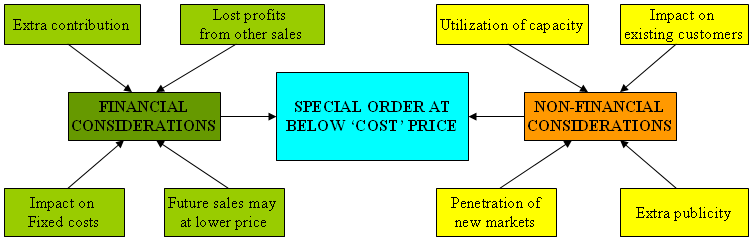 Extra contribution
Lost profits
from other sales
Utilization of capacity
Impact on
existing customers
FINANCIAL
CONSIDERATIONS
SPECIAL ORDER AT
BELOW ‘COST’ PRICE
NON-FINANCIAL
CONSIDERATIONS
Impact on
Fixed costs
Future sales may
at lower price
Penetration of
new markets
Extra publicity